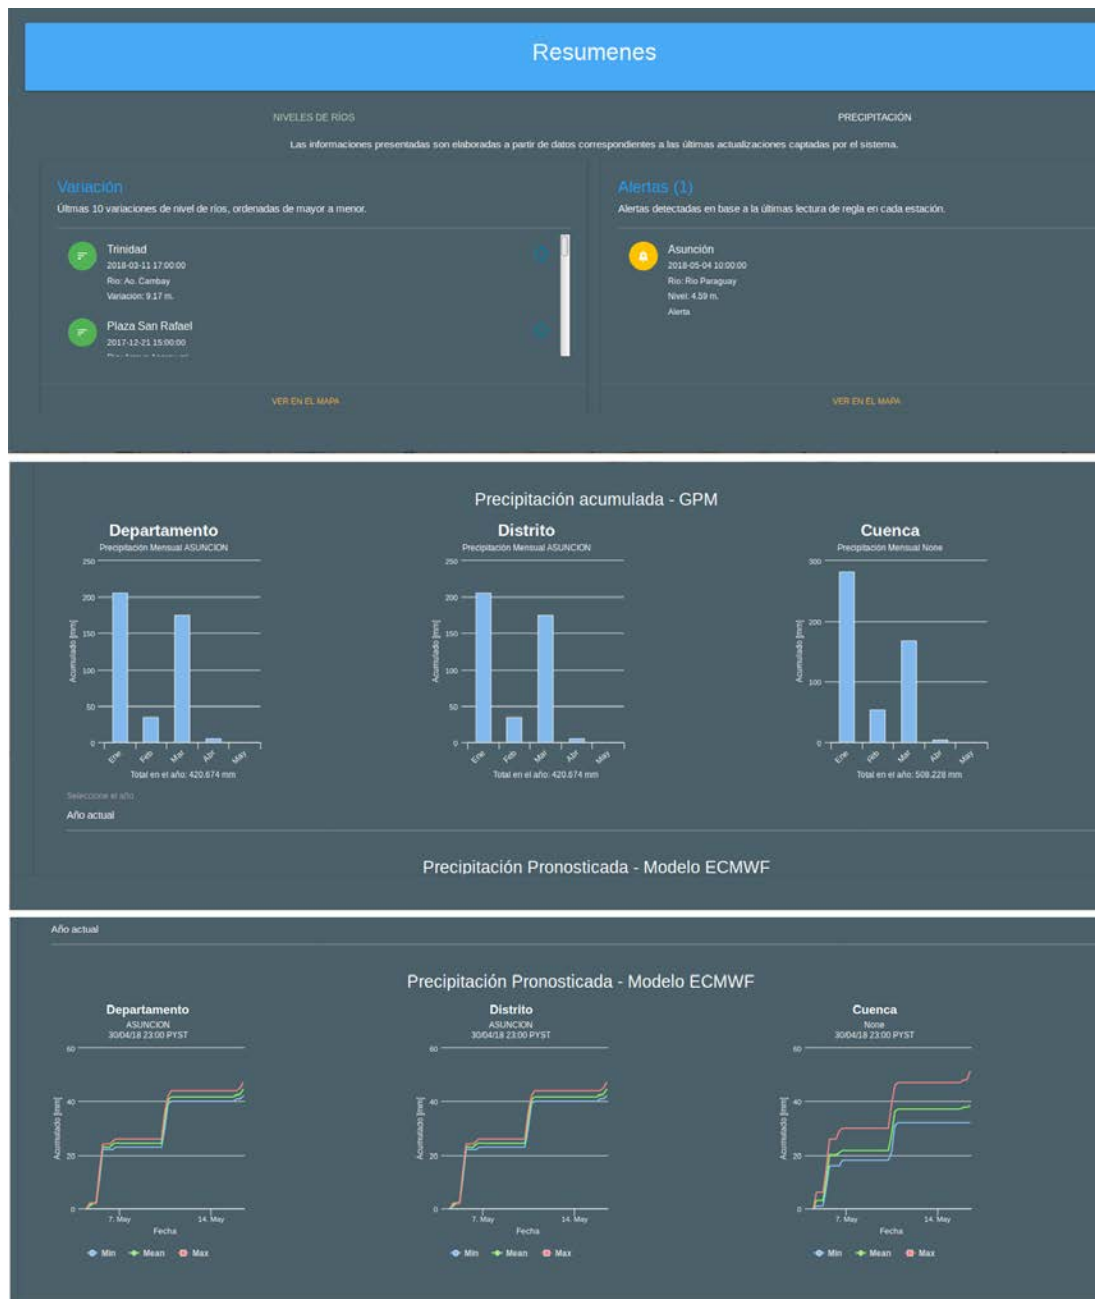 Resumenes
NIVELES DE RÍOS
PRECIPITACIÓN
Las informaciones presentadas son elaboradas a partir de datos correspondientes a las últimas actualizaciones captadas por el sistema.
Variación
Últmas 10 variaciones de nivel de ríos, ordenadas de mayor a menor.
Trinidad
2018-03-11 17:00:00
Rio: Ao. Cambay
Variación: 9.17 m.
Plaza San Rafael
2017-12-21 15:00:00
VER EN EL MAPA
Alertas (1)
Alertas detectadas en base a la últimas lectura de regla en cada estación.
Asunción
2018-05-04 10:00:00
Rio: Rio Paraguay
Nivel: 4.59 m.
Alerta
VER EN EL MAPA
Precipitación acumulada - GPM
Departamento
Precipitación Mensual ASUNCION
250
200
150
100
50
0
Acumulado [mm]
Ene Feb Mar Abr May
Total en el año: 420.674 mm
Distrito
Precipitación Mensual ASUNCION
250
200
150
100
50
0
Acumulado [mm]
Ene Feb Mar Abr May
Total en el año: 420.674 mm
Cuenca
Precipitación Mensual None
300
200
100
0
Acumulado [mm]
Ene Feb Mar Abr May
Total en el año: 509.228 mm
Seleccione el año
Año actual
Precipitación Pronosticada - Modelo ECMWF
Año actual
Precipitación Pronosticada - Modelo ECMWF
Departamento
ASUNCION
30/04/18 23:00 PYST
60
40
20
0
Acumulado [mm]
7. May 14. May
Fecha
Min Mean Max
Distrito
ASUNCION
30/04/18 23:00 PYST
60
40
20
0
Acumulado [mm]
7. May 14. May
Fecha
Min Mean Max
Cuenca
None
30/04/18 23:00 PYST
60
40
20
0
Acumulado [mm]
7. May 14. May
Fecha
Min Mean Max